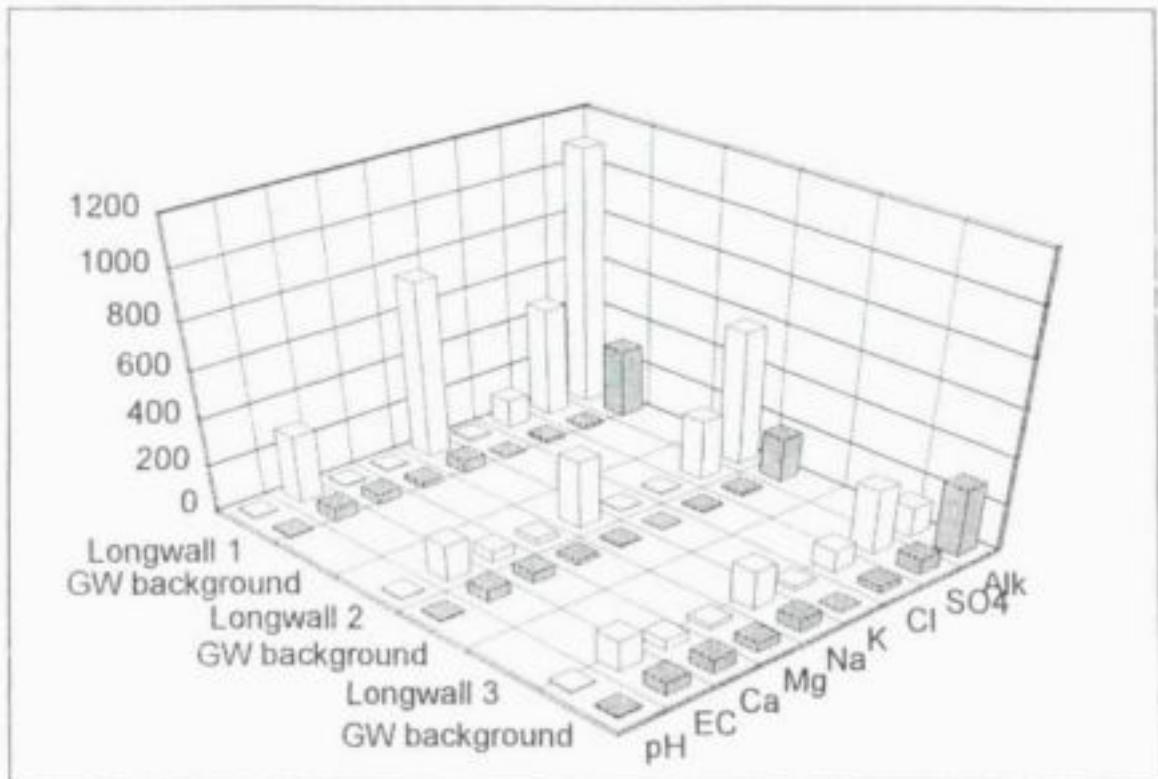 1200
1000
800
600
400
200
0
Longwall 1
GW background
Longwall 2
GW background
Longwall 3
GW background
pH
EC
Ca
Mg
Na
K
Cl
SO4
Alk